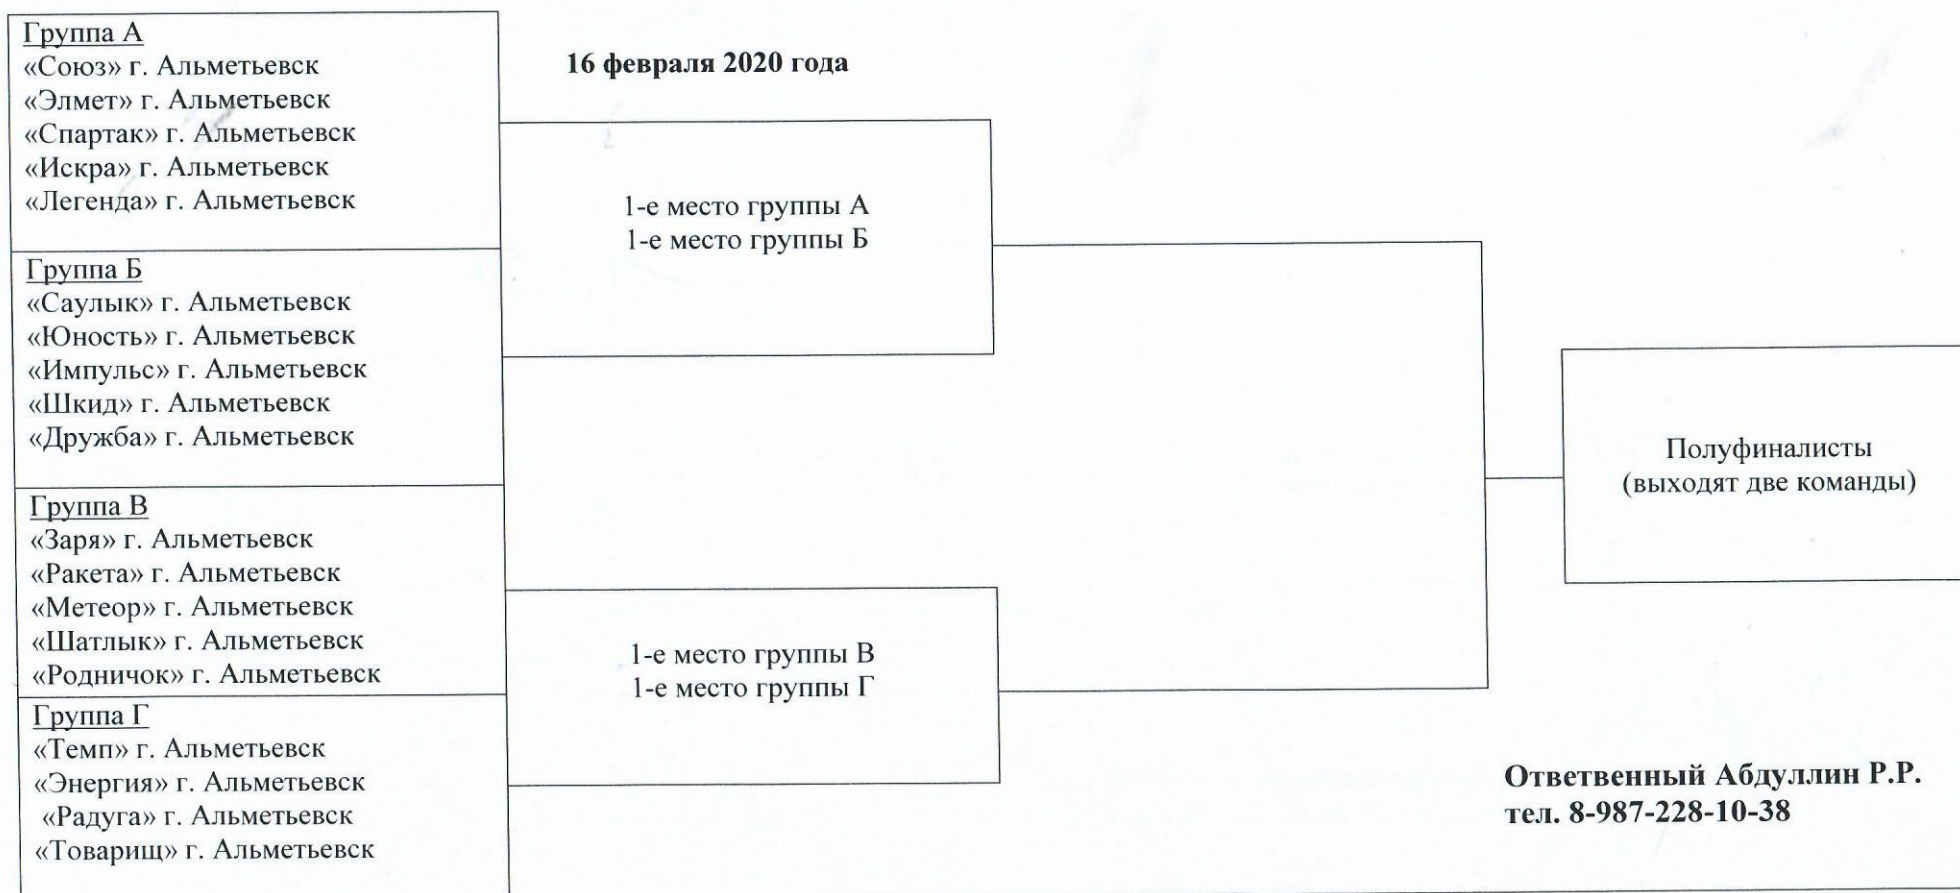 Группа А
«Союз» г. Альметьевск
«Элмет» г. Альметьевск
«Спартак» г. Альметьевск
«Искра» г. Альметьевск
«Легенда» г. Альметьевск
Группа Б
«Саулык» г. Альметьевск
«Юность» г. Альметьевск
«Импульс» г. Альметьевск
«Шкид» г. Альметьевск
«Дружба» г. Альметьевск
Группа В
«Заря» г. Альметьевск
«Ракета» г. Альметьевск
«Метеор» г. Альметьевск
«Шатлык» г. Альметьевск
«Родничок» г. Альметьевск
Группа Г
«Темп» г. Альметьевск
«Энергия» г. Альметьевск
«Радуга» г. Альметьевск
«Товарищ» г. Альметьевск
16 февраля 2020 года
1-е место группы А
1-е место группы Б
1-е место группы В
1-е место группы Г
Полуфиналисты
(выходят две команды)
Ответвенный Абдуллин Р.Р.
тел. 8-987-228-10-38